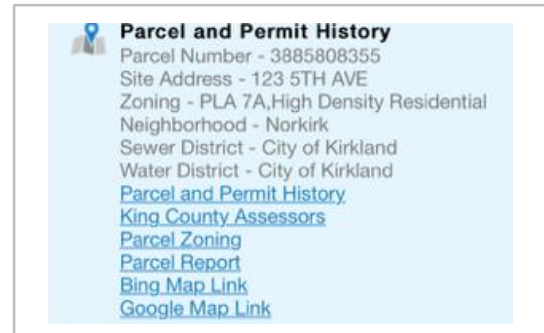 Parcel and Permit History
Parcel Number - 3885808355
Site Address - 123 5TH AVE
Zoning - PLA 7A,High Density Residential
Neighborhood - Norkirk
Sewer District - City of Kirkland
Water District - City of Kirkland
Parcel and Permit History
King County Assessors
Parcel Zoning
Parcel Report
Bing Map Link
Google Map Link